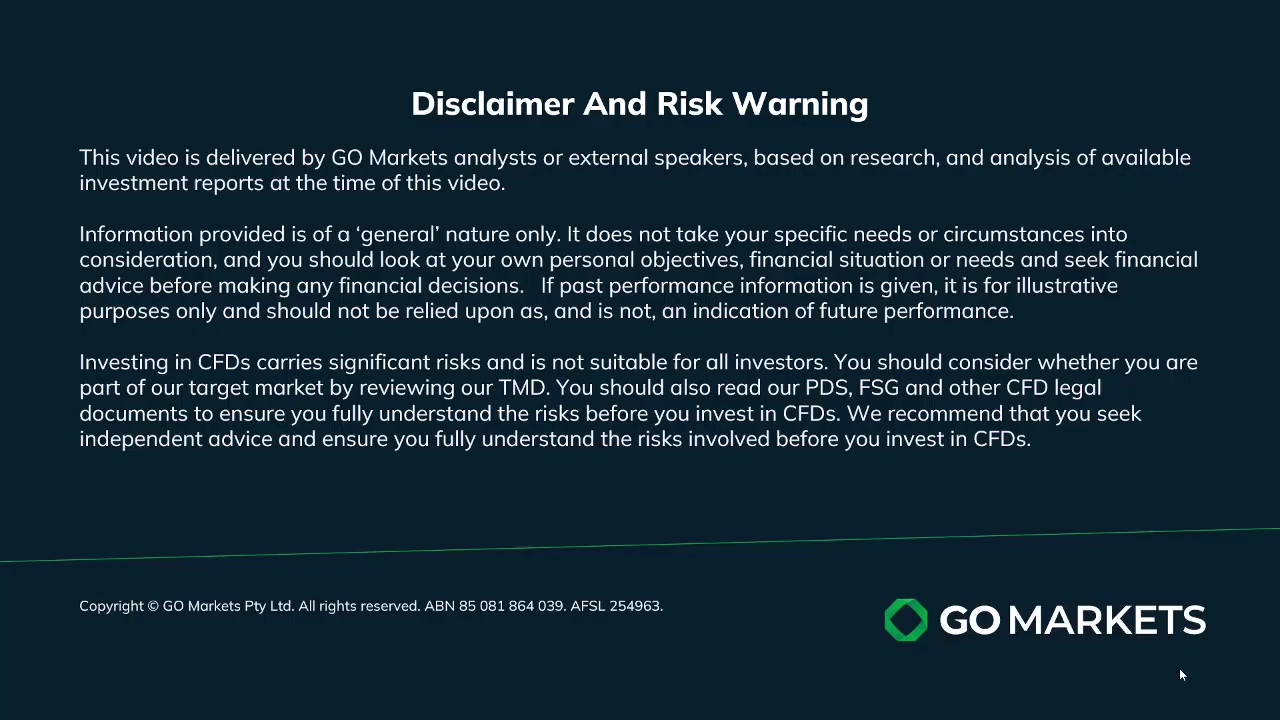 Disclaimer And Risk Warning
This video is delivered by GO Markets analysts or external speakers, based on research, and analysis of available
investment reports at the time of this video.
Information provided is of a ‘general’ nature only. It does not take your specific needs or circumstances into
consideration, and you should look at your own personal objectives, financial situation or needs and seek financial
advice before making any financial decisions.   If past performance information is given, it is for illustrative
purposes only and should not be relied upon as, and is not, an indication of future performance.
Investing in CFDs carries significant risks and is not suitable for all investors. You should consider whether you are
part of our target market by reviewing our TMD. You should also read our PDS, FSG and other CFD legal
documents to ensure you fully understand the risks before you invest in CFDs. We recommend that you seek
independent advice and ensure you fully understand the risks involved before you invest in CFDs.
Copyright © GO Markets Pty Ltd. All rights reserved. ABN 85 081 864 039. AFSL 254963.
GO MARKETS